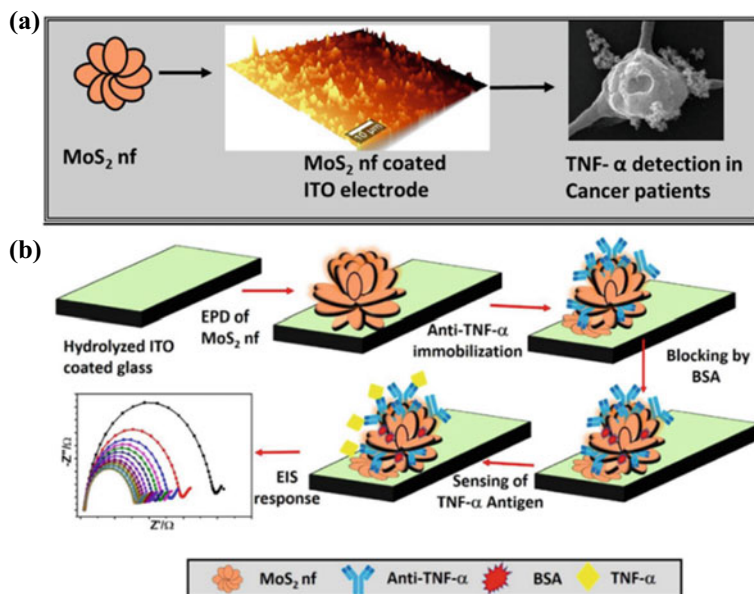 (a)
MoS2 nf
10 μm
MoS2 nf coated
ITO electrode
TNF- α detection in
Cancer patients
(b)
Hydrolyzed ITO
coated glass
EPD of
MoS2 nf
Anti-TNF-α
immobilization
Blocking by
BSA
Sensing of
TNF-α Antigen
EIS
response
-Z"/Ω
Z'/Ω
MoS2 nf
Anti-TNF-α
BSA
TNF-α